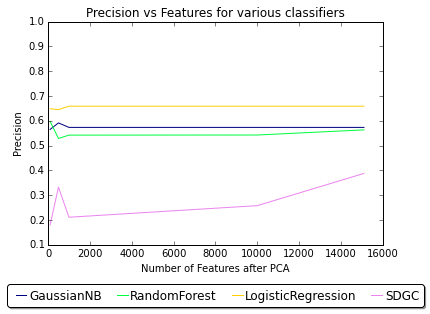 Precision vs Features for various classifiers
1.0
0.9
0.8
0.7
0.6
0.5
0.4
0.3
0.2
0.1
Precision
0 2000 4000 6000 8000 10000 12000 14000 16000
Number of Features after PCA
GaussianNB RandomForest LogisticRegression SDGC